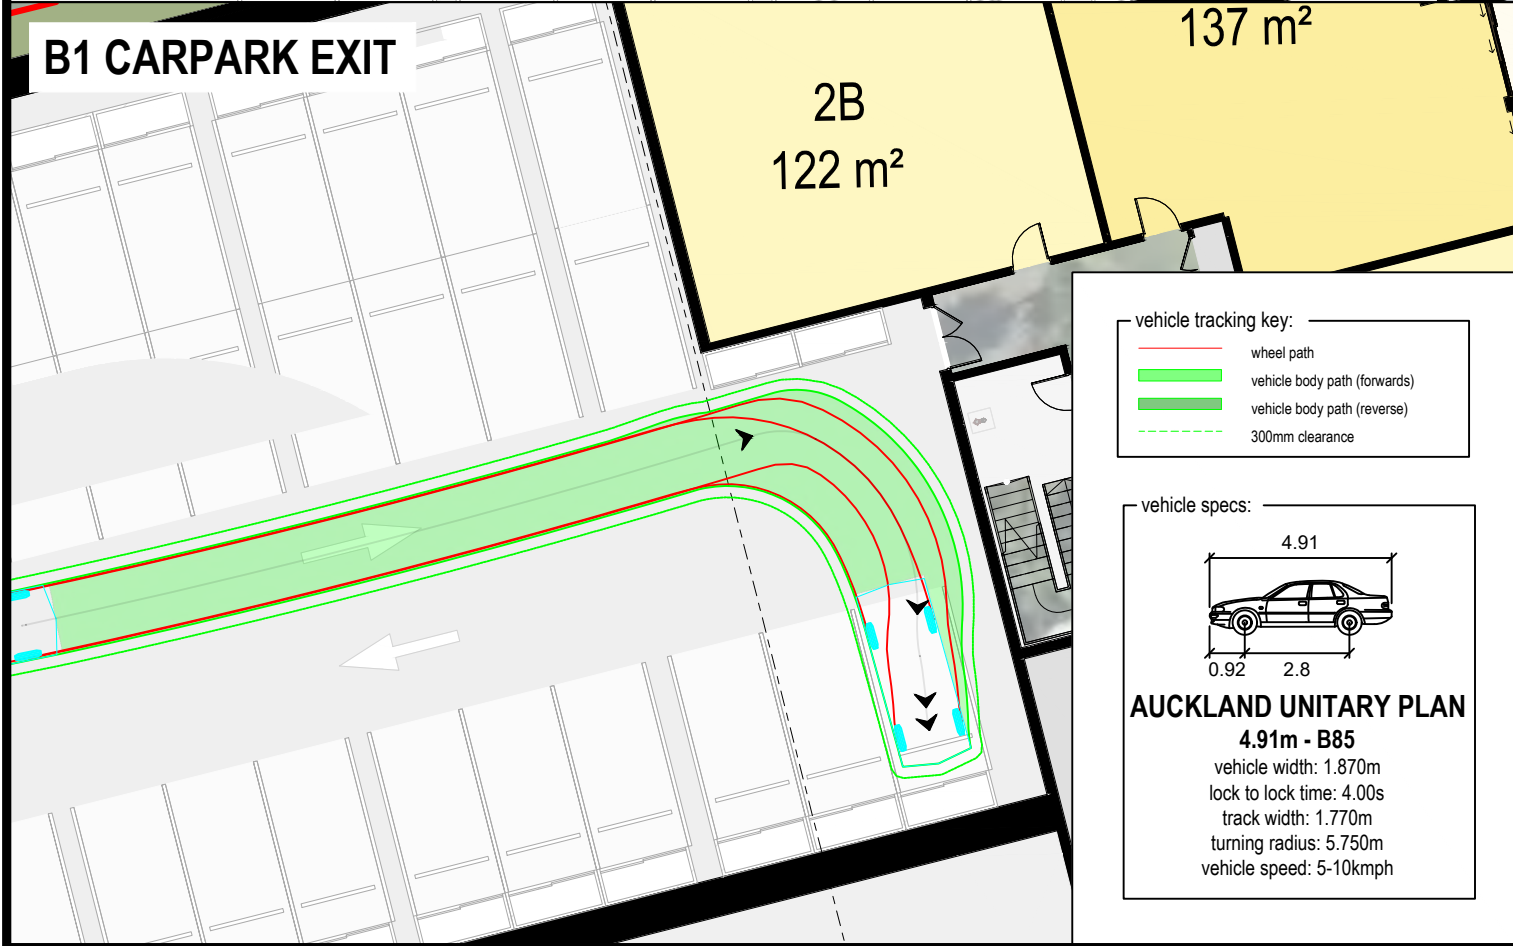 B1 CARPARK EXIT
2B
122 m²
137 m²
vehicle tracking key:
wheel path
vehicle body path (forwards)
vehicle body path (reverse)
300mm clearance
vehicle specs:
4.91
0.92
2.8
AUCKLAND UNITARY PLAN
4.91m - B85
vehicle width: 1.870m
lock to lock time: 4.00s
track width: 1.770m
turning radius: 5.750m
vehicle speed: 5-10kmph